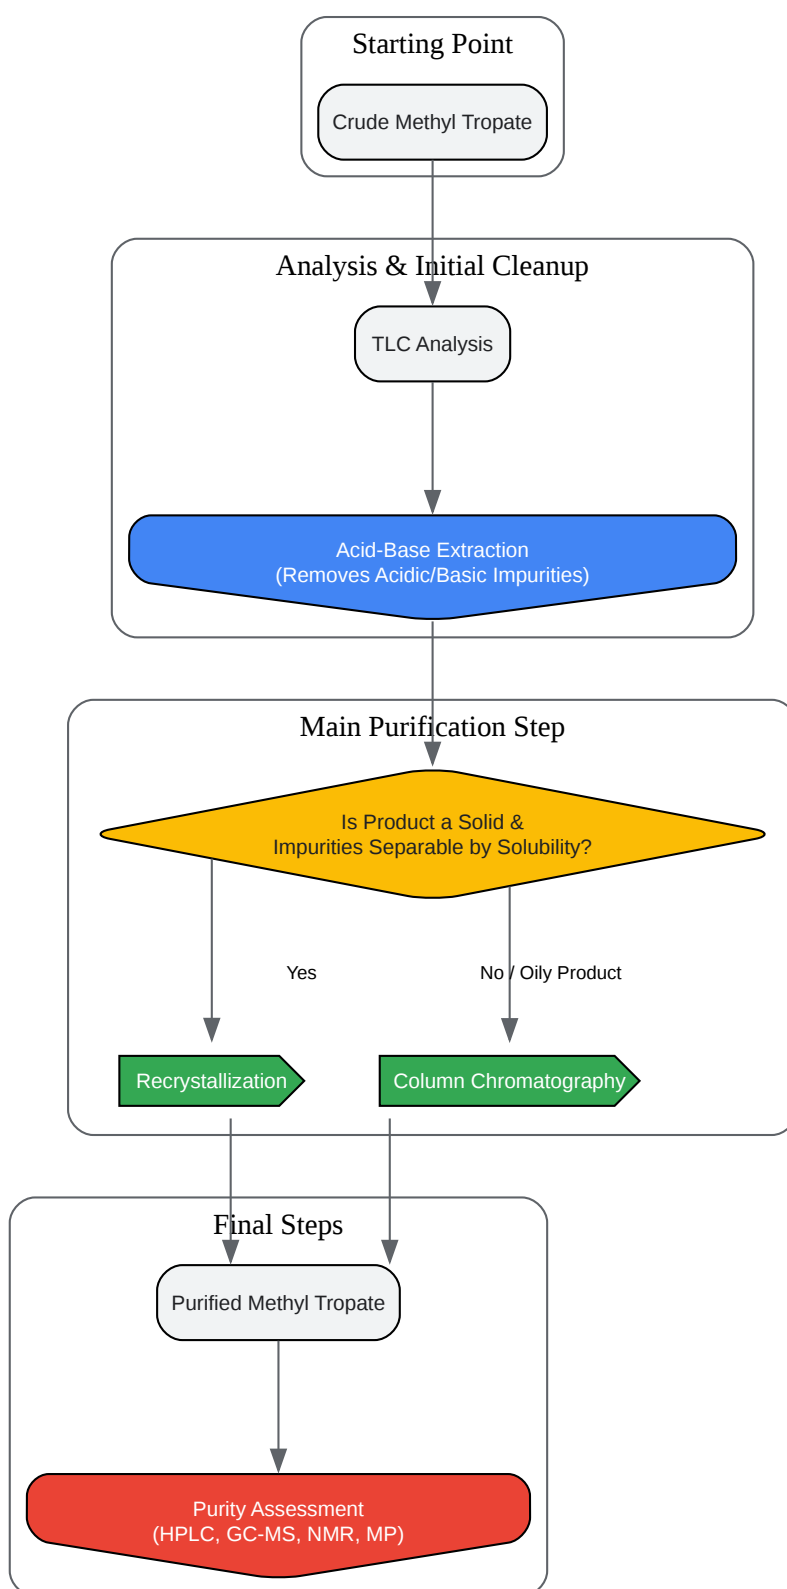 Starting Point
Crude Methyl Tropate
Analysis & Initial Cleanup
TLC Analysis
Acid-Base Extraction
(Removes Acidic/Basic Impurities)
Main Purification Step
Is Product a Solid &
Impurities Separable by Solubility?
Yes
No / Oily Product
Recrystallization
Column Chromatography
Final Steps
Purified Methyl Tropate
Purity Assessment
(HPLC, GC-MS, NMR, MP)